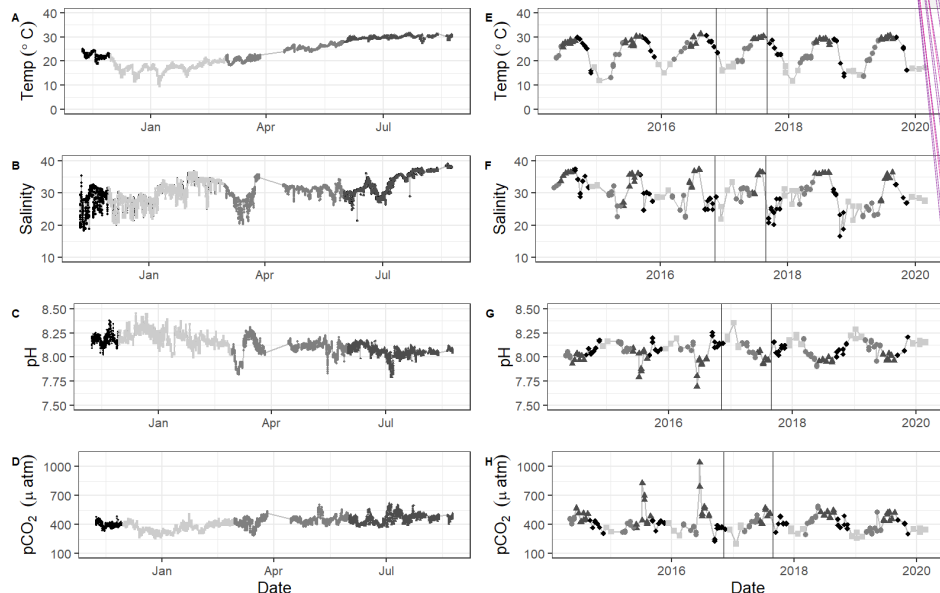 A
Temp (° C)
40
30
20
10
0
Jan
Apr
Jul
E
Temp (° C)
40
30
20
10
0
2016
2018
2020
B
Salinity
40
30
20
10
Jan
Apr
Jul
F
Salinity
40
30
20
10
2016
2018
2020
C
pH
8.50
8.25
8.00
7.75
7.50
Jan
Apr
Jul
G
pH
8.50
8.25
8.00
7.75
7.50
2016
2018
2020
D
pCO₂ (μ atm)
1000
700
400
100
Jan
Apr
Jul
Date
H
pCO₂ (μ atm)
1000
700
400
100
2016
2018
2020
Date